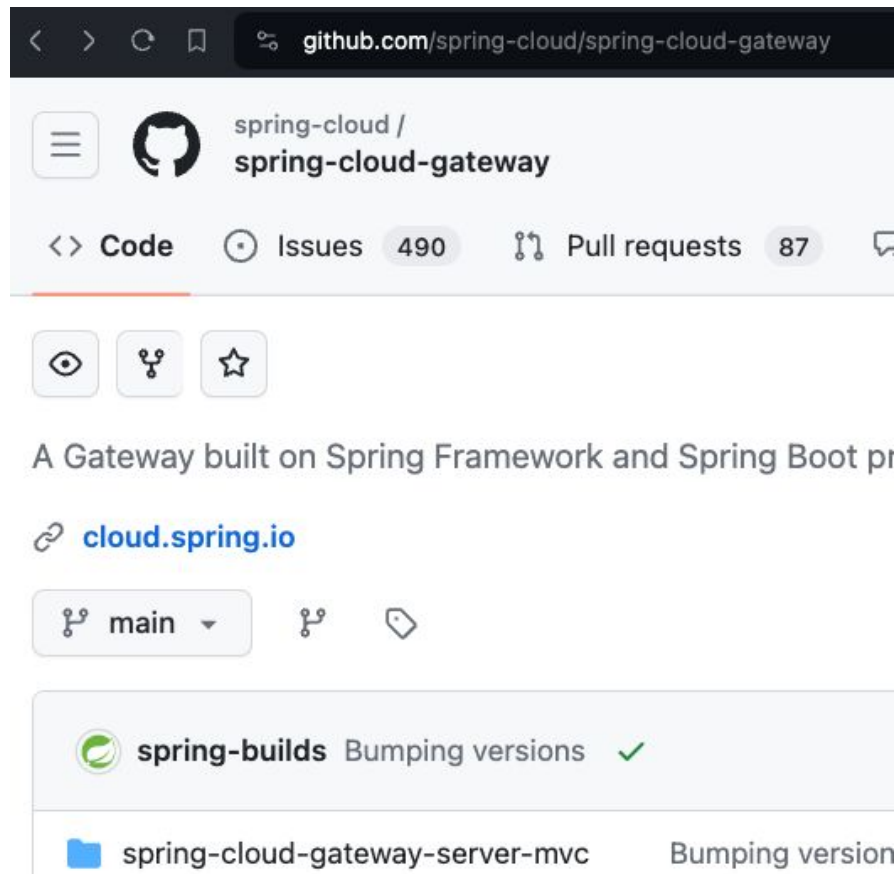 github.com/spring-cloud/spring-cloud-gateway
spring-cloud /
spring-cloud-gateway
Code Issues 490 Pull requests 87
A Gateway built on Spring Framework and Spring Boot pr
cloud.spring.io
main
spring-builds Bumping versions
spring-cloud-gateway-server-mvc Bumping version